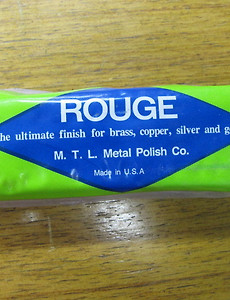 ROUGE
he ultimate finish for brass, copper, silver and g
M. T. L. Metal Polish Co.
Made in U.S.A